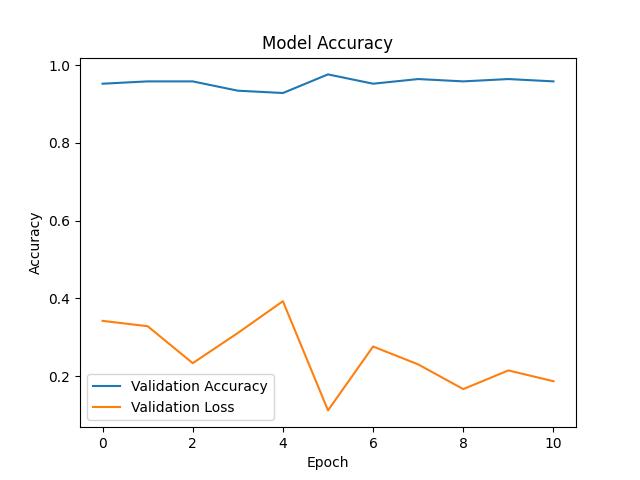 Model Accuracy
1.0
0.8
0.6
0.4
0.2
Accuracy
Validation Accuracy
Validation Loss
0 2 4 6 8 10
Epoch